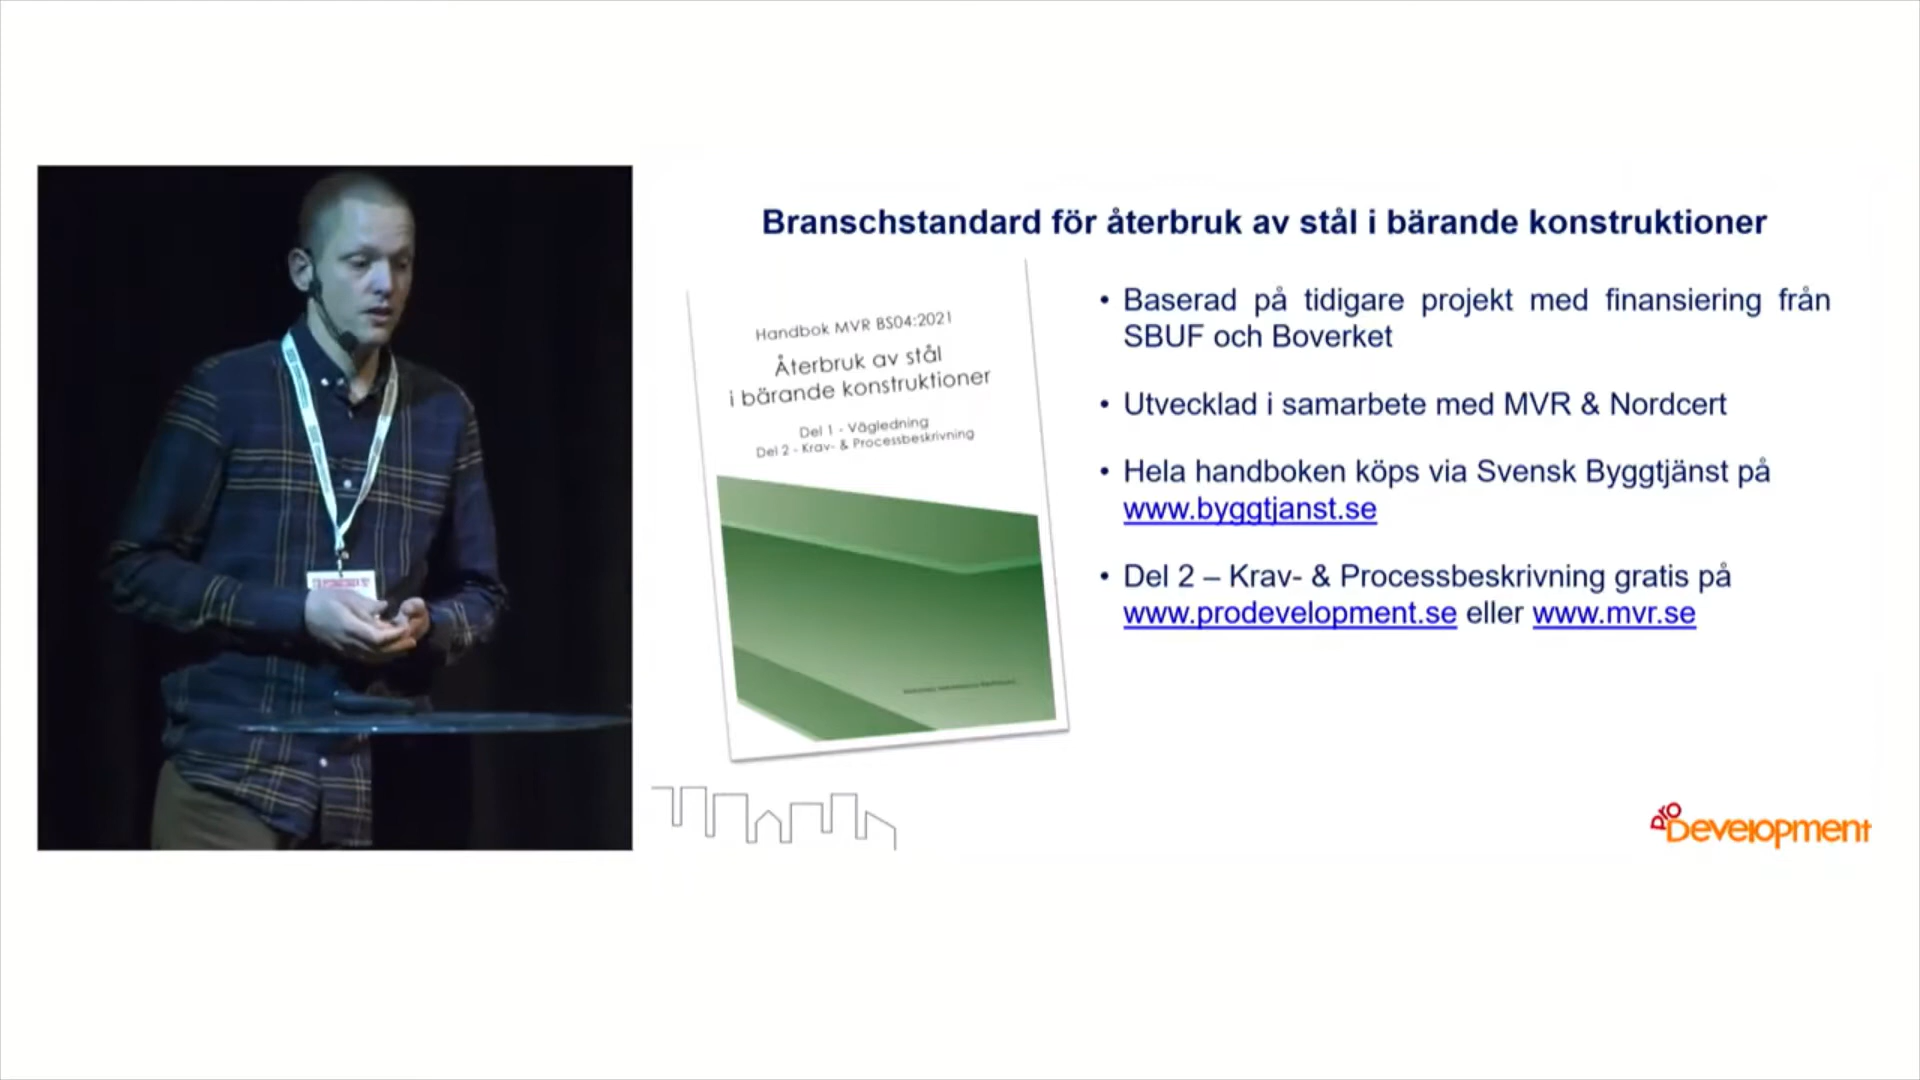 Branschstandard för återbruk av stål i bärande konstruktioner
Handbok MVR BS04:2021
Återbruk av stål
i bärande konstruktioner
Del 1 - Vägledning
Del 2 - Krav- & Processbeskrivning
• Baserad på tidigare projekt med finansiering från
SBUF och Boverket
• Utvecklad i samarbete med MVR & Nordcert
• Hela handboken köps via Svensk Byggtjänst på
www.byggtjanst.se
• Del 2 – Krav- & Processbeskrivning gratis på
www.prodevelopment.se eller www.mvr.se
pro
Development